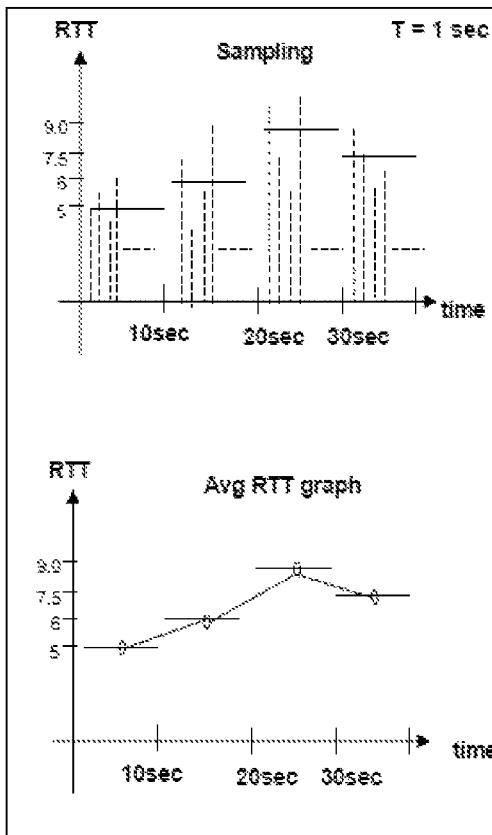 RTT
T = 1 sec
Sampling
9.0
7.5
6
5
time
10sec
20sec
30sec
RTT
Avg RTT graph
9.0
7.5
6
5
time
10sec
20sec
30sec